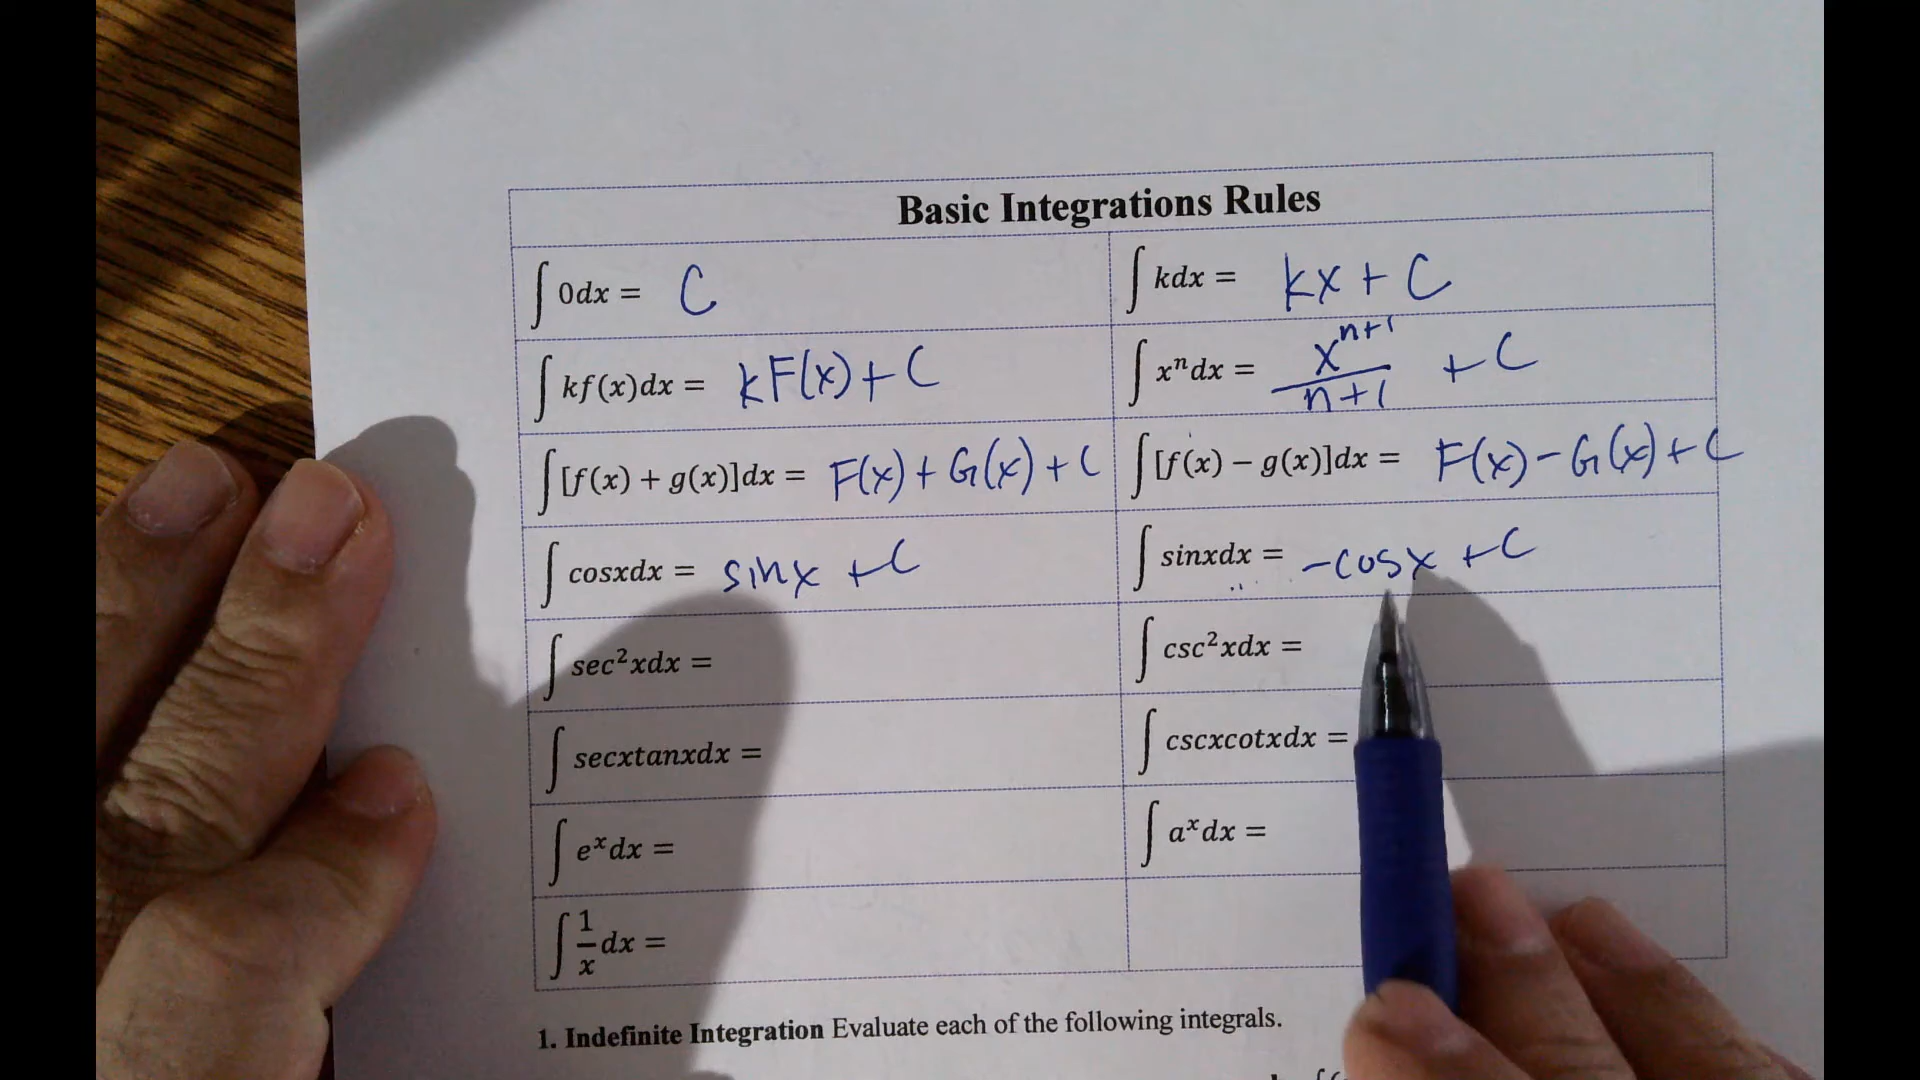 Basic Integrations Rules
∫ 0dx = C
∫ kdx = kx + C
∫ kf(x)dx = kF(x) + C
∫ xⁿdx = xⁿ⁺¹/n+1 + C
∫ [f(x) + g(x)]dx = F(x) + G(x) + C
∫ [f(x) − g(x)]dx = F(x) − G(x) + C
∫ cosxdx = sinx + C
∫ sinxdx = -cosx + C
∫ sec²xdx =
∫ csc²xdx =
∫ secxtanxdx =
∫ cscxcotxdx =
∫ eˣdx =
∫ aˣdx =
∫ 1/x dx =
1. Indefinite Integration Evaluate each of the following integrals.